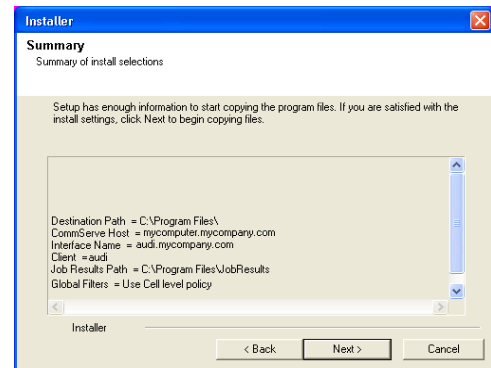 Installer
Summary
Summary of install selections
Setup has enough information to start copying the program files. If you are satisfied with the
install settings, click Next to begin copying files.
Destination Path = C:\Program Files\
CommServe Host = mycomputer.mycompany.com
Interface Name = audi.mycompany.com
Client =audi
Job Results Path = C:\Program Files\JobResults
Global Filters = Use Cell level policy
Installer
< Back Next > Cancel